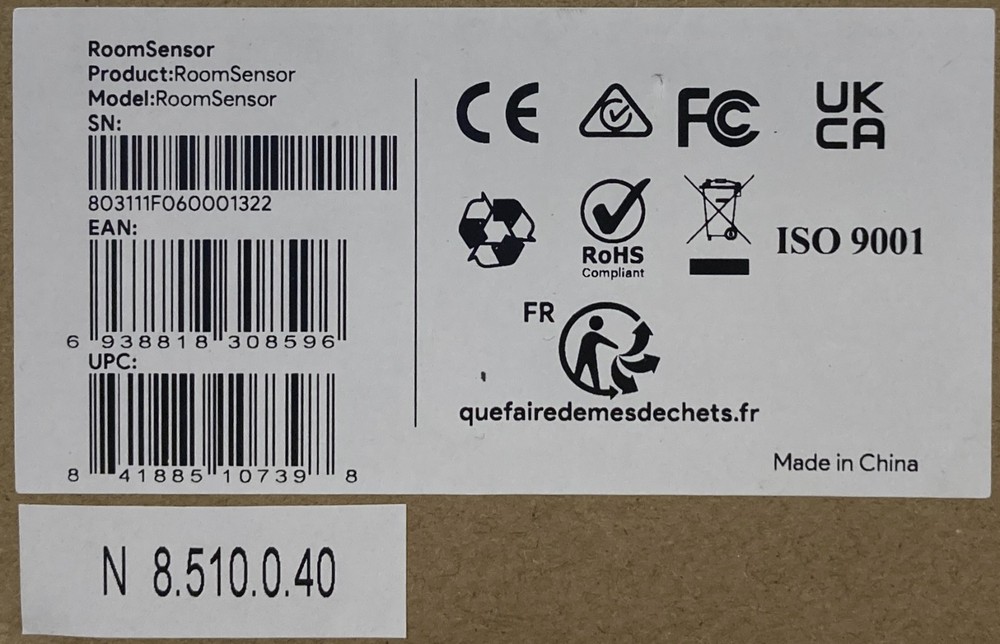 RoomSensor
Product:RoomSensor
Model:RoomSensor
SN:
803111F060001322
EAN:
6 938818 308596
UPC:
8 41885 10739 8
CE
FC
UK
CA
RoHS
Compliant
ISO 9001
FR
quefairedemesdechets.fr
Made in China
N 8.510.0.40